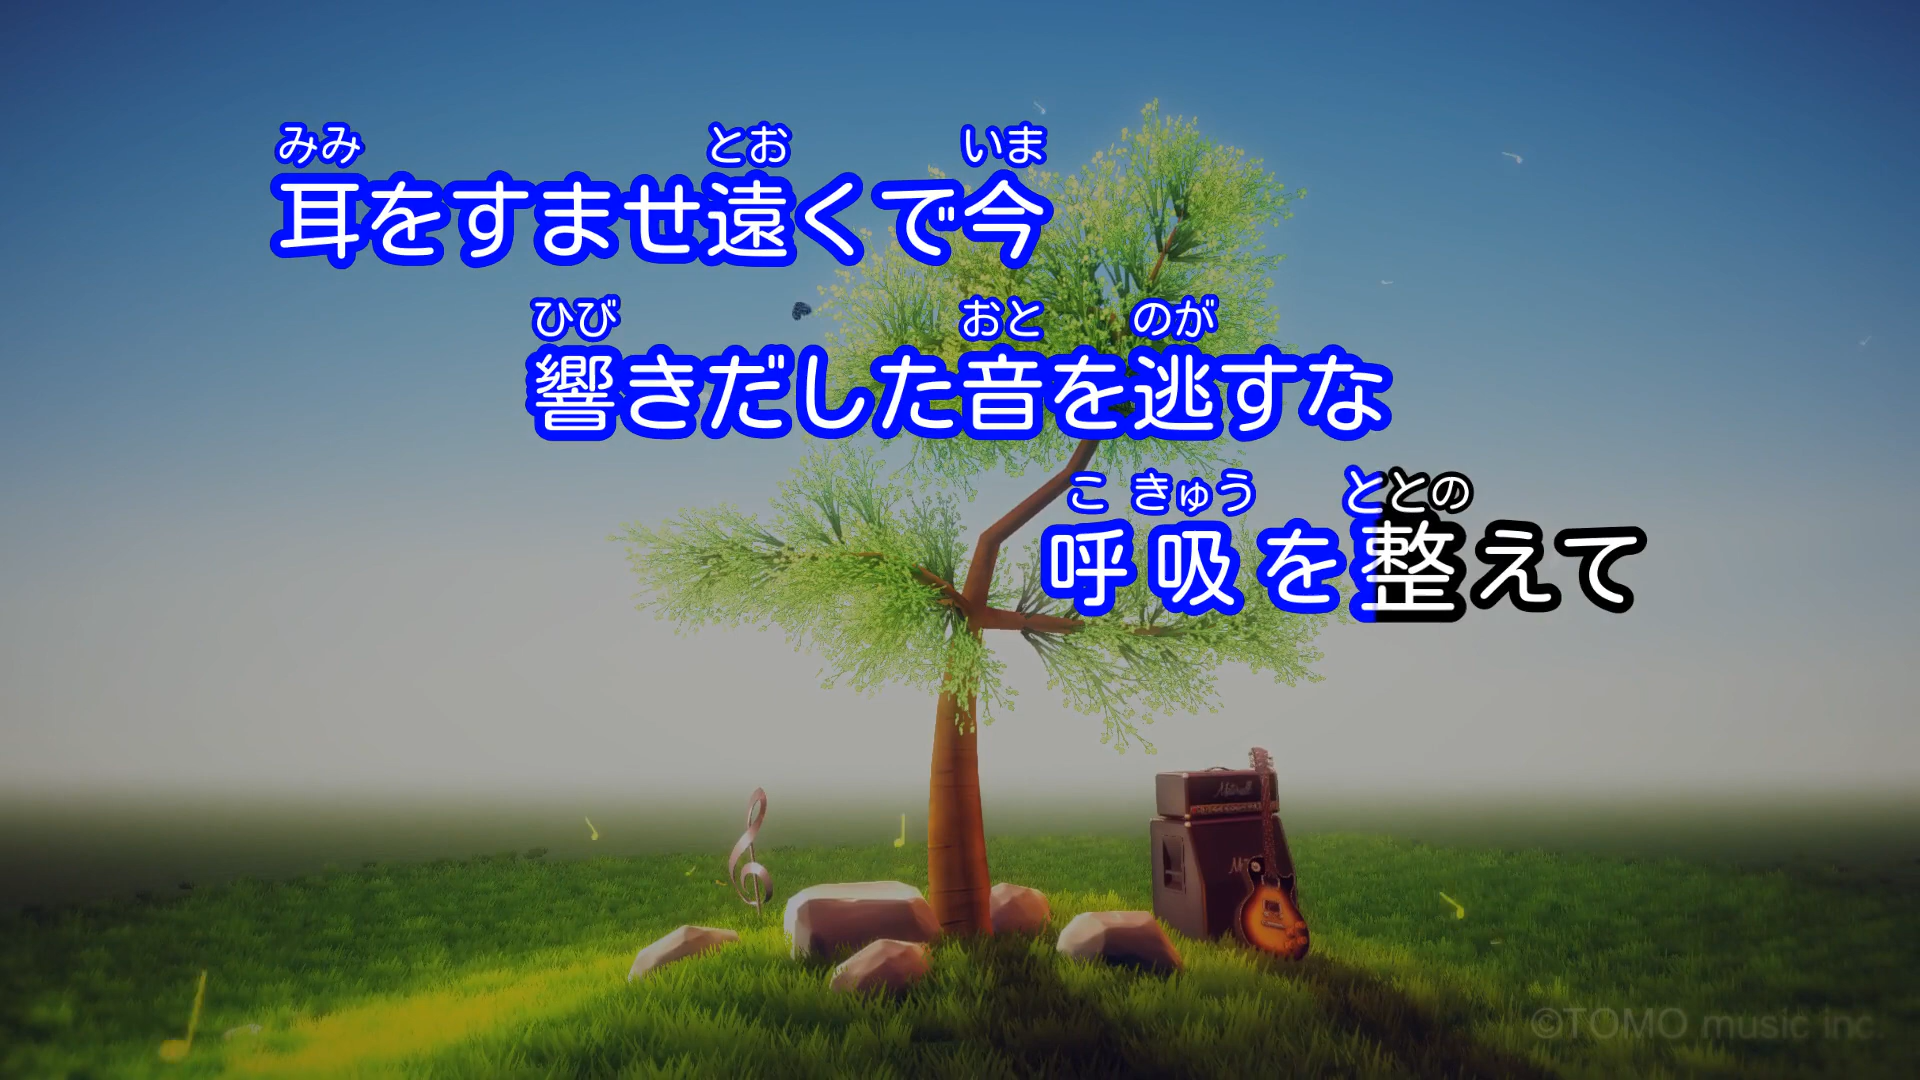 みみ とお いま
耳をすませ遠くで今
ひび おと のが
響きだした音を逃すな
こ きゅう ととの
呼吸を整えて
©TOMO music inc.